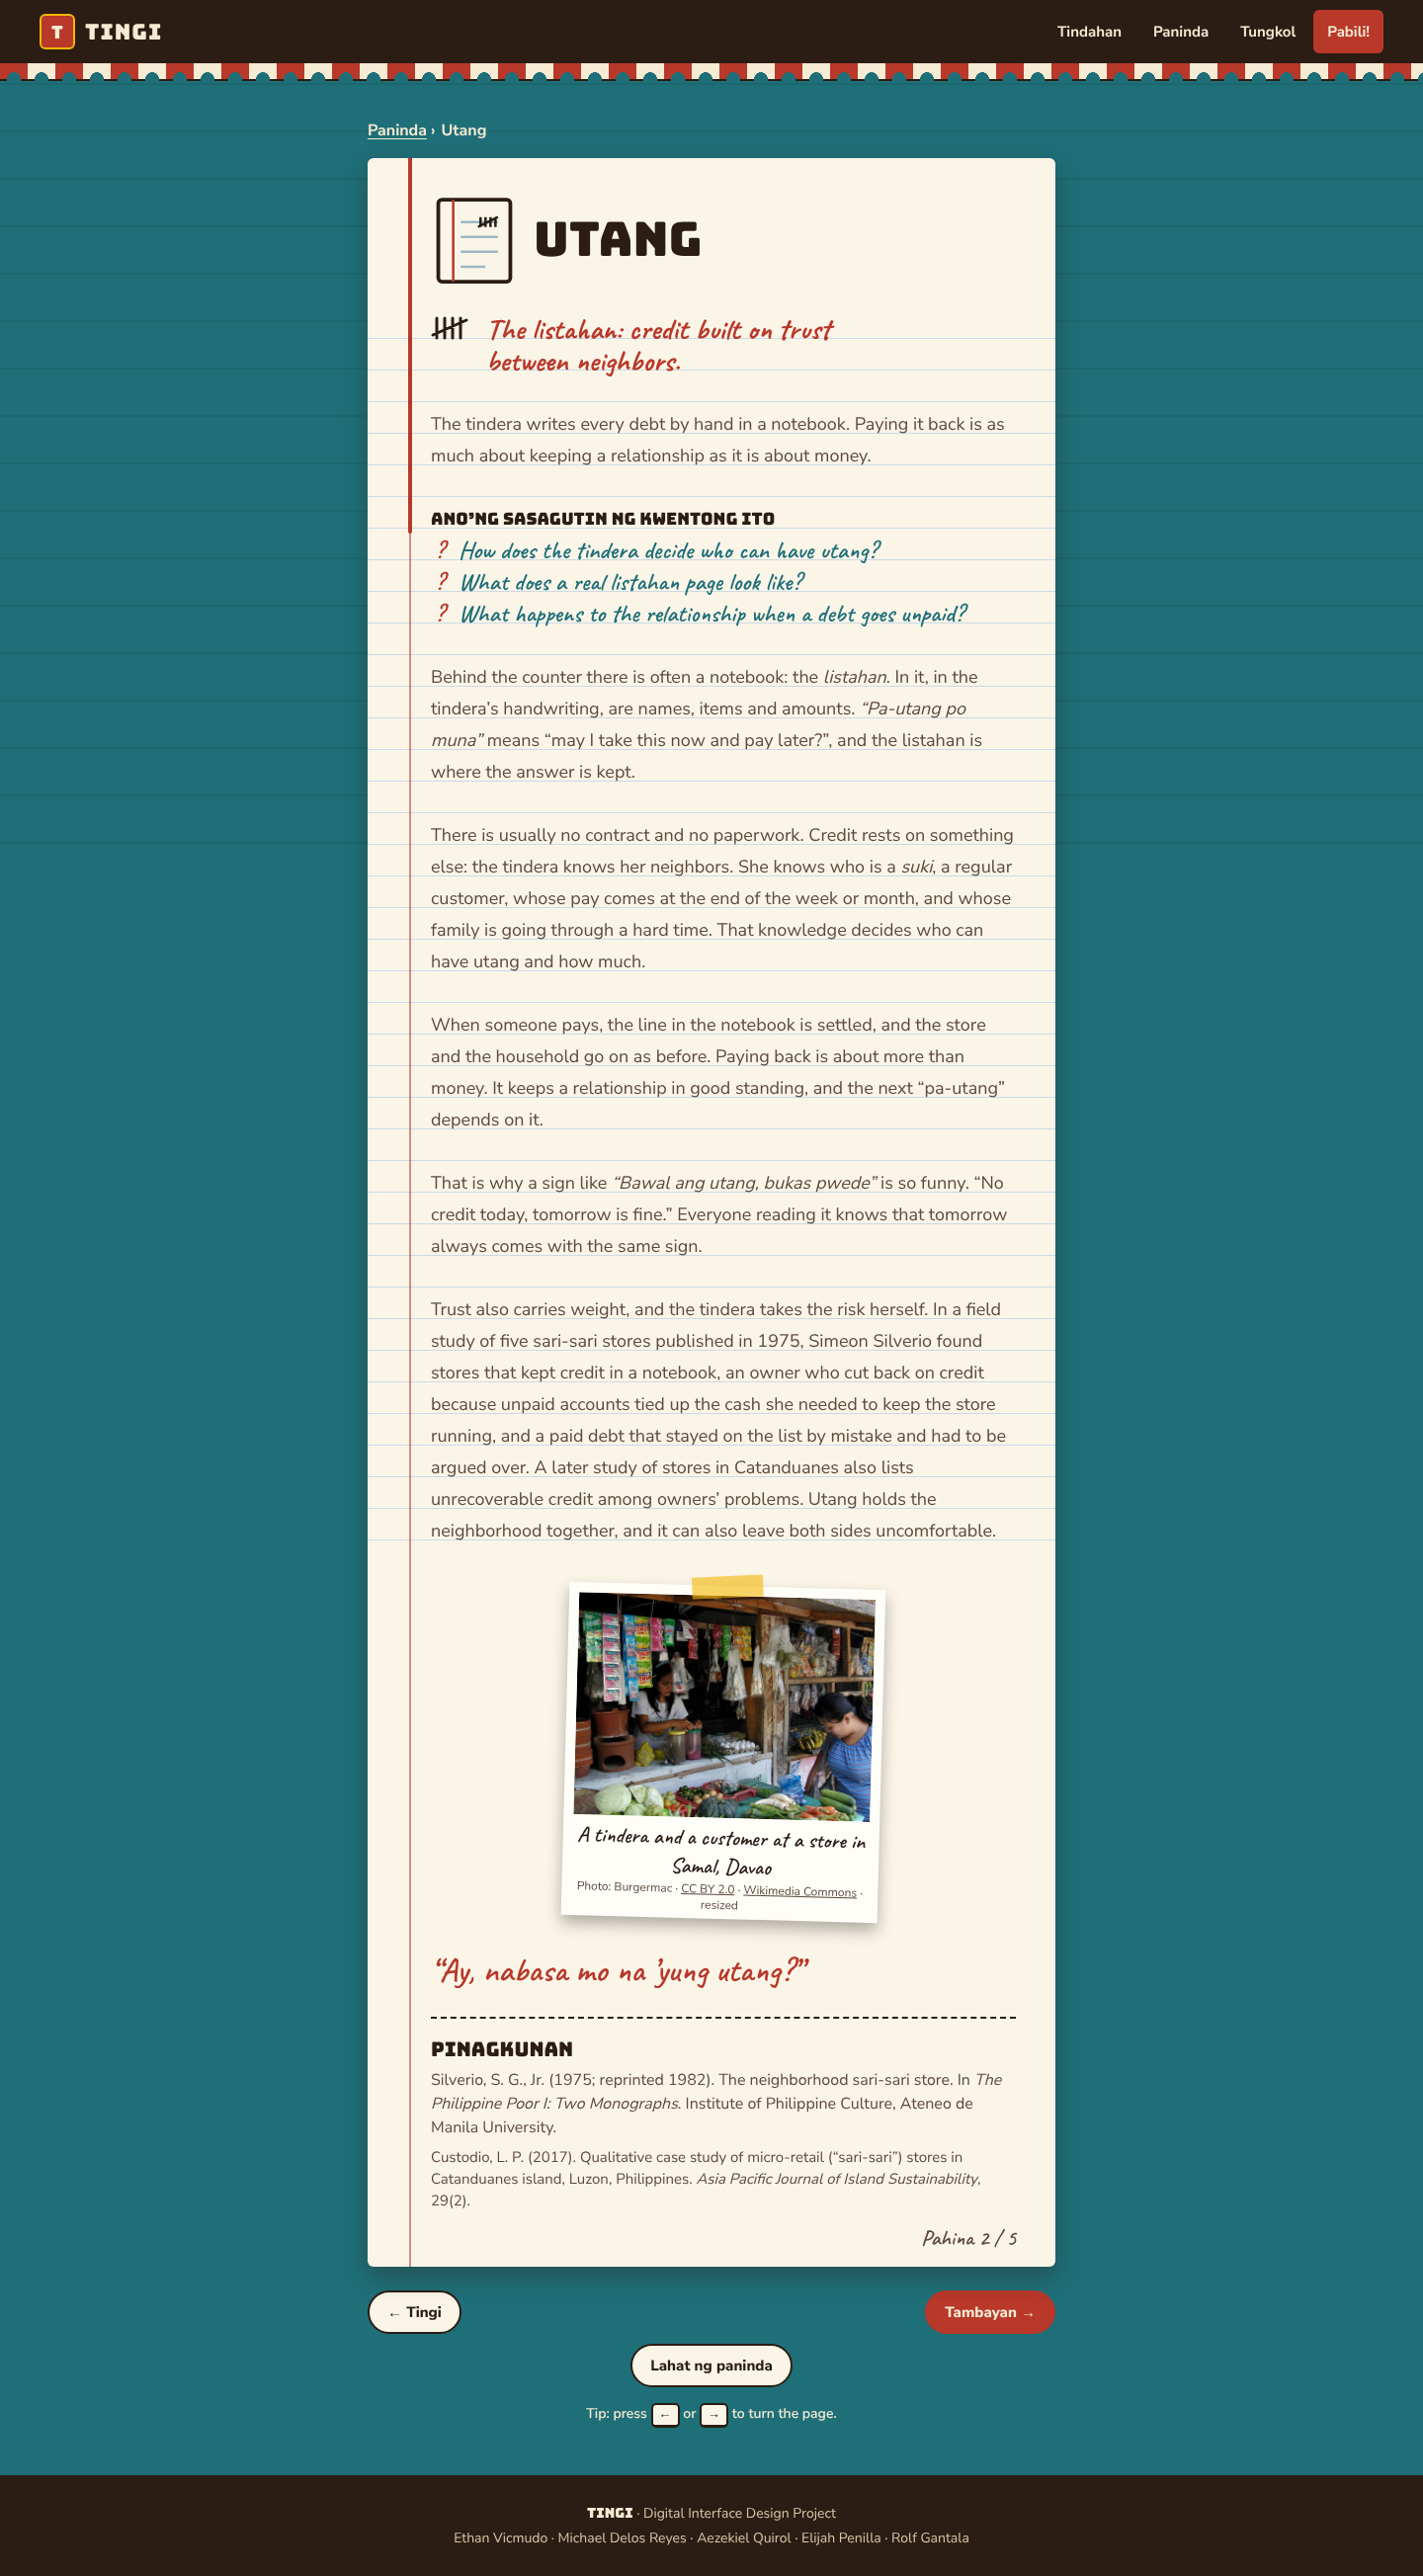 T TINGI Tindahan Paninda Tungkol Pabili!
Paninda › Utang
UTANG
The listahan: credit built on trust
between neighbors.
The tindera writes every debt by hand in a notebook. Paying it back is as
much about keeping a relationship as it is about money.
ANO’NG SASAGUTIN NG KWENTONG ITO
? How does the tindera decide who can have utang?
? What does a real listahan page look like?
? What happens to the relationship when a debt goes unpaid?
Behind the counter there is often a notebook: the listahan. In it, in the
tindera’s handwriting, are names, items and amounts. “Pa-utang po
muna” means “may I take this now and pay later?”, and the listahan is
where the answer is kept.
There is usually no contract and no paperwork. Credit rests on something
else: the tindera knows her neighbors. She knows who is a suki, a regular
customer, whose pay comes at the end of the week or month, and whose
family is going through a hard time. That knowledge decides who can
have utang and how much.
When someone pays, the line in the notebook is settled, and the store
and the household go on as before. Paying back is about more than
money. It keeps a relationship in good standing, and the next “pa-utang”
depends on it.
That is why a sign like “Bawal ang utang, bukas pwede” is so funny. “No
credit today, tomorrow is fine.” Everyone reading it knows that tomorrow
always comes with the same sign.
Trust also carries weight, and the tindera takes the risk herself. In a field
study of five sari-sari stores published in 1975, Simeon Silverio found
stores that kept credit in a notebook, an owner who cut back on credit
because unpaid accounts tied up the cash she needed to keep the store
running, and a paid debt that stayed on the list by mistake and had to be
argued over. A later study of stores in Catanduanes also lists
unrecoverable credit among owners’ problems. Utang holds the
neighborhood together, and it can also leave both sides uncomfortable.
A tindera and a customer at a store in
Samal, Davao
Photo: Burgermac · CC BY 2.0 · Wikimedia Commons ·
resized
“Ay, nabasa mo na ’yung utang?”
PINAGKUNAN
Silverio, S. G., Jr. (1975; reprinted 1982). The neighborhood sari-sari store. In The
Philippine Poor I: Two Monographs. Institute of Philippine Culture, Ateneo de
Manila University.
Custodio, L. P. (2017). Qualitative case study of micro-retail (“sari-sari”) stores in
Catanduanes island, Luzon, Philippines. Asia Pacific Journal of Island Sustainability,
29(2).
Pahina 2 / 5
← Tingi Tambayan →
Lahat ng paninda
Tip: press ← or → to turn the page.
TINGI · Digital Interface Design Project
Ethan Vicmudo · Michael Delos Reyes · Aezekiel Quirol · Elijah Penilla · Rolf Gantala